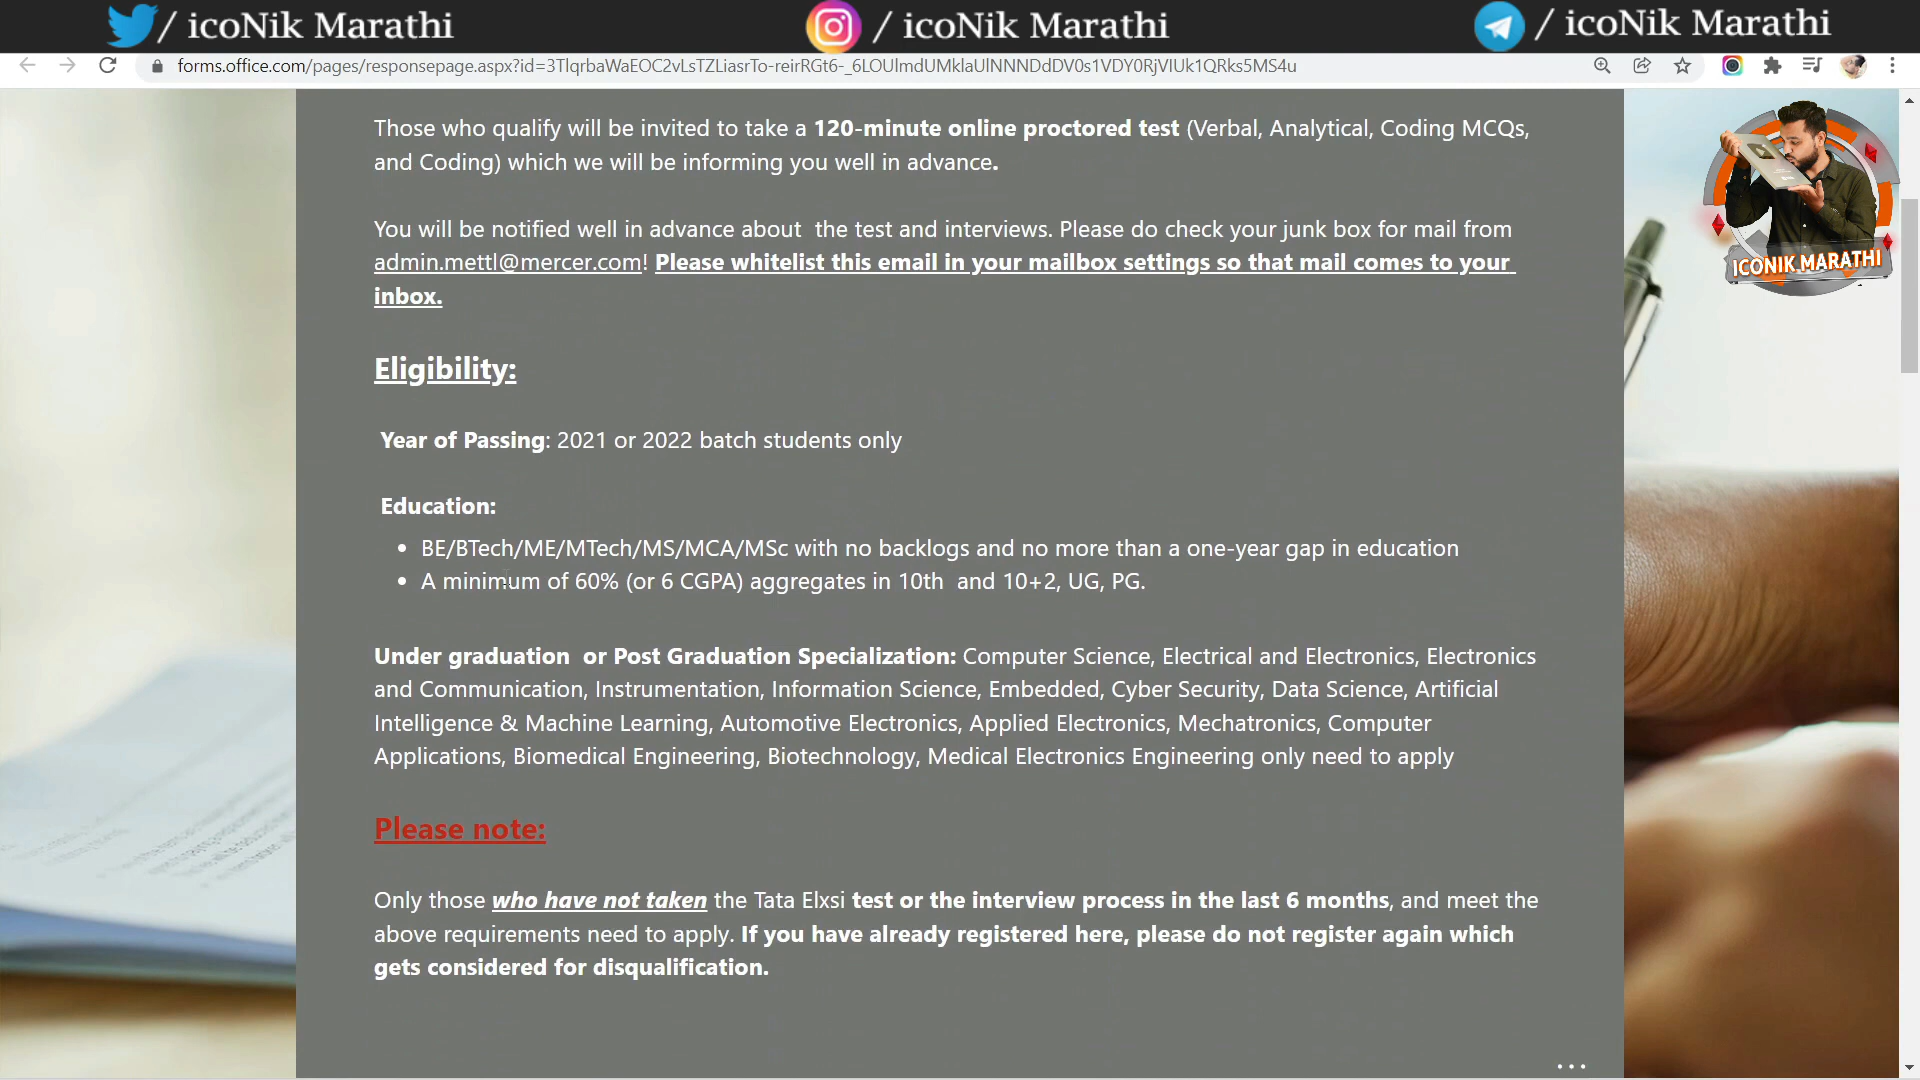 / icoNik Marathi
/ icoNik Marathi
/ icoNik Marathi
forms.office.com/pages/responsepage.aspx?id=3TlqrbaWaEOC2vLsTZLiasrTo-reirRGt6-_6LOUlmdUMklaUlNNNDdDV0s1VDY0RjVIUk1QRks5MS4u
Those who qualify will be invited to take a 120-minute online proctored test (Verbal, Analytical, Coding MCQs,
and Coding) which we will be informing you well in advance.
You will be notified well in advance about  the test and interviews. Please do check your junk box for mail from
admin.mettl@mercer.com! Please whitelist this email in your mailbox settings so that mail comes to your
inbox.
ICONIK MARATHI
Eligibility:
Year of Passing: 2021 or 2022 batch students only
Education:
• BE/BTech/ME/MTech/MS/MCA/MSc with no backlogs and no more than a one-year gap in education
• A minimum of 60% (or 6 CGPA) aggregates in 10th  and 10+2, UG, PG.
Under graduation  or Post Graduation Specialization: Computer Science, Electrical and Electronics, Electronics
and Communication, Instrumentation, Information Science, Embedded, Cyber Security, Data Science, Artificial
Intelligence & Machine Learning, Automotive Electronics, Applied Electronics, Mechatronics, Computer
Applications, Biomedical Engineering, Biotechnology, Medical Electronics Engineering only need to apply
Please note:
Only those who have not taken the Tata Elxsi test or the interview process in the last 6 months, and meet the
above requirements need to apply. If you have already registered here, please do not register again which
gets considered for disqualification.